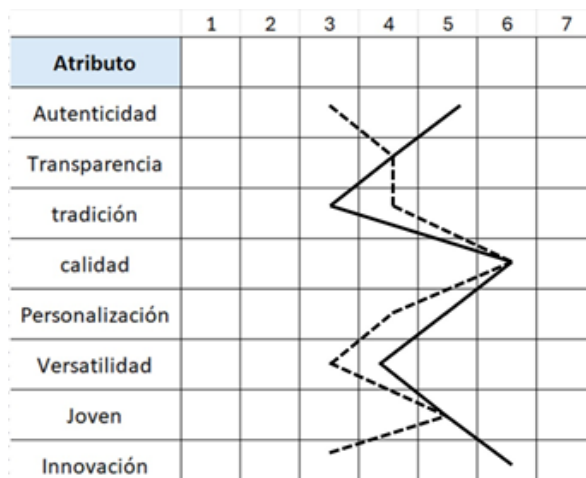 1 2 3 4 5 6 7
Atributo
Autenticidad
Transparencia
tradición
calidad
Personalización
Versatilidad
Joven
Innovación